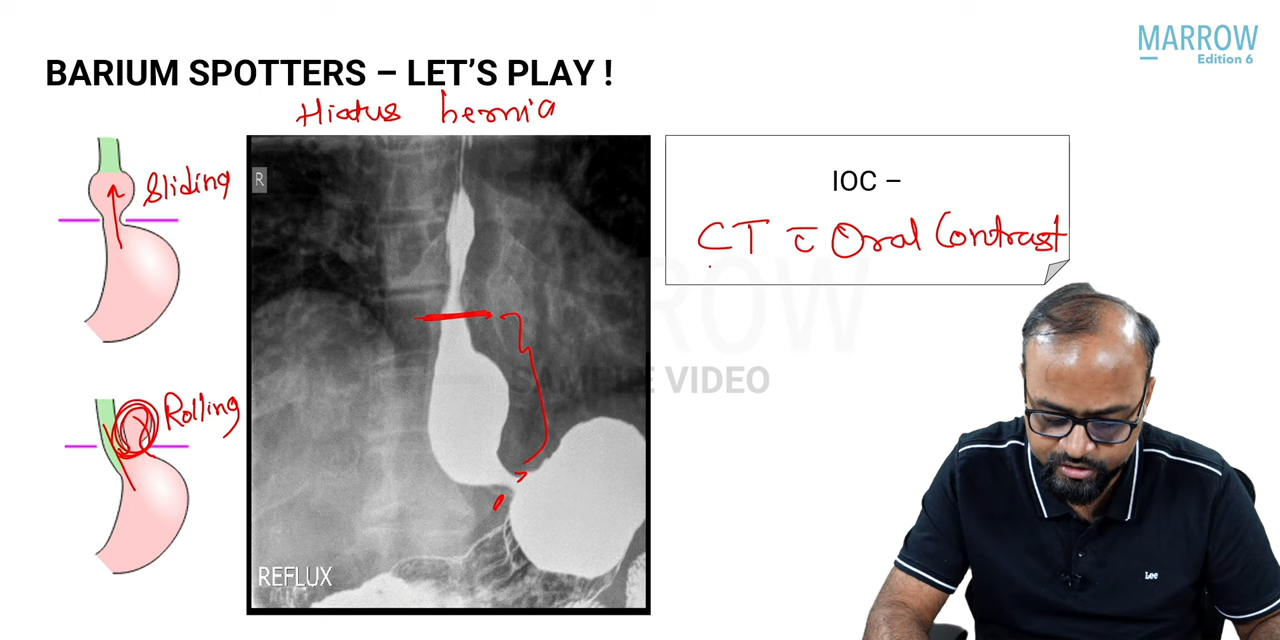 MARROW
Edition 6
BARIUM SPOTTERS – LET'S PLAY !
Hiatus hernia
Sliding
R
IOC –
CT c̄ Oral Contrast
SAMPLE VIDEO
Rolling
REFLUX
Lee